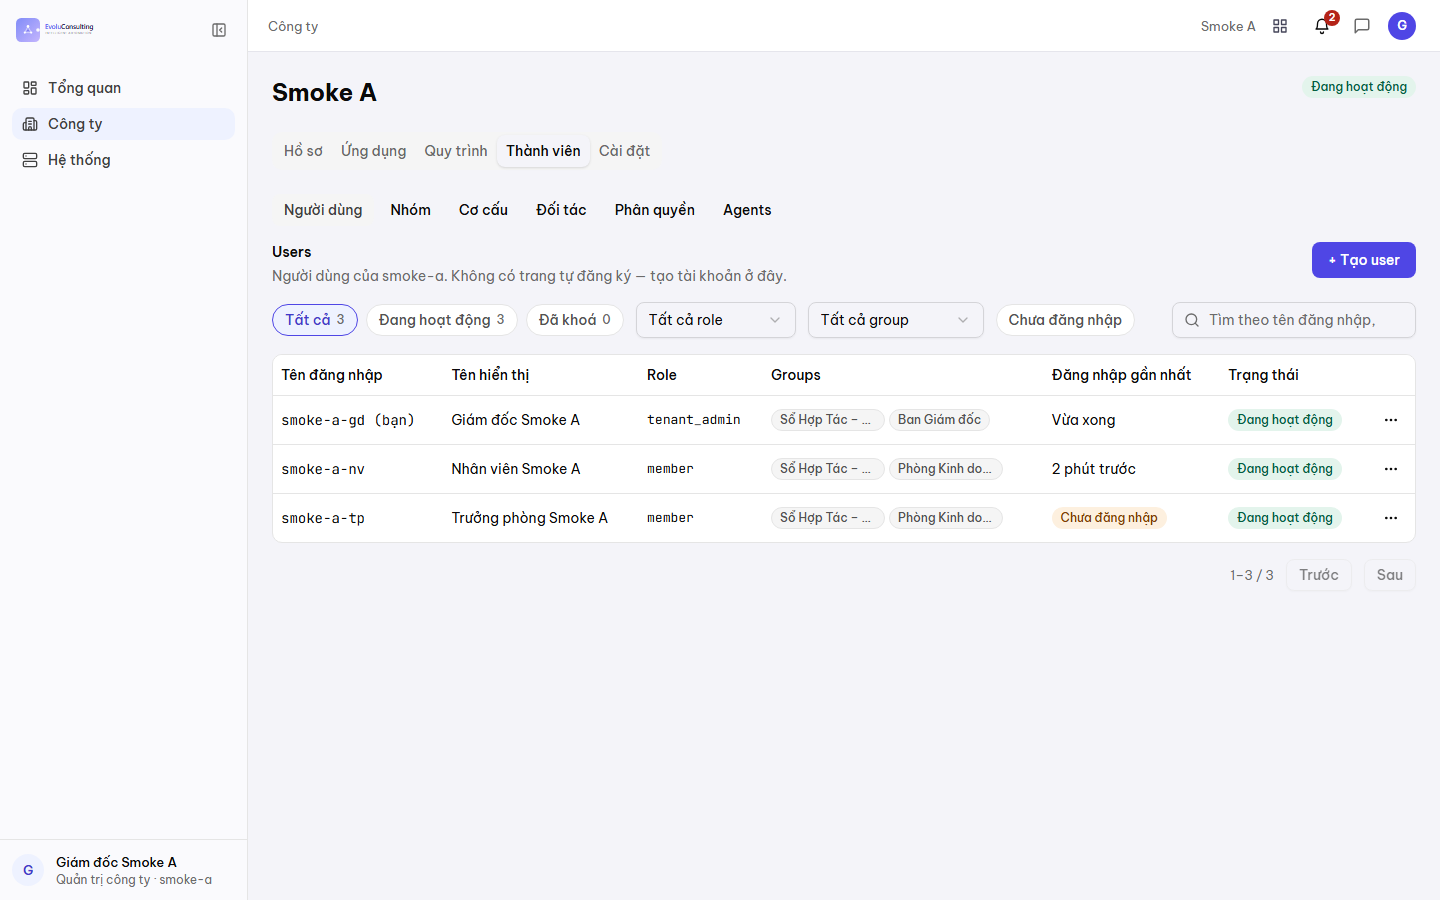 EvoluConsulting
Tổng quan
Công ty
Hệ thống
Giám đốc Smoke A
Quản trị công ty · smoke-a
G
Công ty
Smoke A
2
G
Smoke A
Đang hoạt động
Hồ sơ
Ứng dụng
Quy trình
Thành viên
Cài đặt
Người dùng
Nhóm
Cơ cấu
Đối tác
Phân quyền
Agents
Users
Người dùng của smoke-a. Không có trang tự đăng ký — tạo tài khoản ở đây.
+ Tạo user
Tất cả 3
Đang hoạt động 3
Đã khoá 0
Tất cả role
Tất cả group
Chưa đăng nhập
Tìm theo tên đăng nhập,
Tên đăng nhập Tên hiển thị Role Groups Đăng nhập gần nhất Trạng thái
smoke-a-gd (bạn) Giám đốc Smoke A tenant_admin Sổ Hợp Tác – ... Ban Giám đốc Vừa xong Đang hoạt động ...
smoke-a-nv Nhân viên Smoke A member Sổ Hợp Tác – ... Phòng Kinh do... 2 phút trước Đang hoạt động ...
smoke-a-tp Trưởng phòng Smoke A member Sổ Hợp Tác – ... Phòng Kinh do... Chưa đăng nhập Đang hoạt động ...
1–3 / 3
Trước
Sau